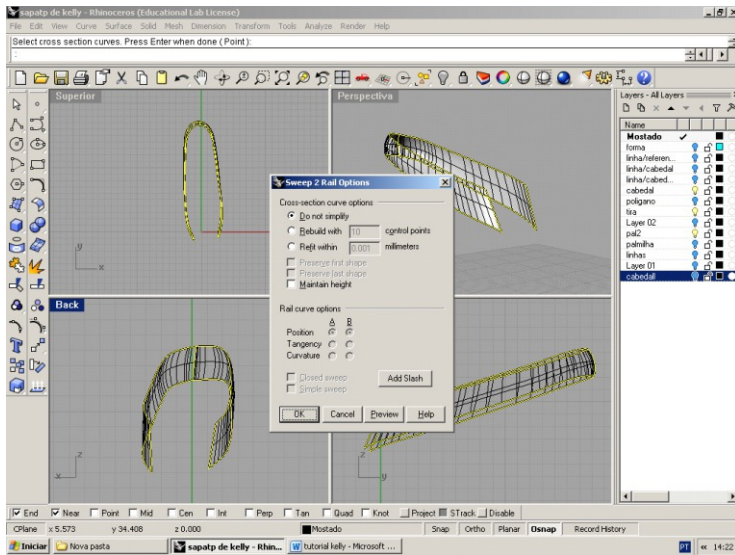 sapatp de kelly - Rhinoceros (Educational Lab License)
File Edit View Curve Surface Solid Mesh Dimension Transform Tools Analyze Render Help
Select cross section curves. Press Enter when done ( Point ):
Superior
y
x
Perspectiva
Back
z
x
z
y
Sweep 2 Rail Options
Cross-section curve options
Do not simplify
Rebuild with 10 control points
Refit within 0.001 millimeters
Preserve first shape
Preserve last shape
Maintain height
Rail curve options
A B
Position
Tangency
Curvature
Closed sweep
Simple sweep
Add Slash
OK Cancel Preview Help
Layers - All Layers
Name
Mostado
forma
linha/referen...
linha/cabedal
linha/cabed...
cabedal
poligano
tira
Layer 02
pal2
palmilha
linhas
Layer 01
cabedall
End Near Point Mid Cen Int Perp Tan Quad Knot Project STrack Disable
CPlane x 5.573 y 34.408 z 0.000 Mostado Snap Ortho Planar Osnap Record History
Iniciar Nova pasta sapatp de kelly - Rhin... tutorial kelly - Microsoft ... PT 14:22